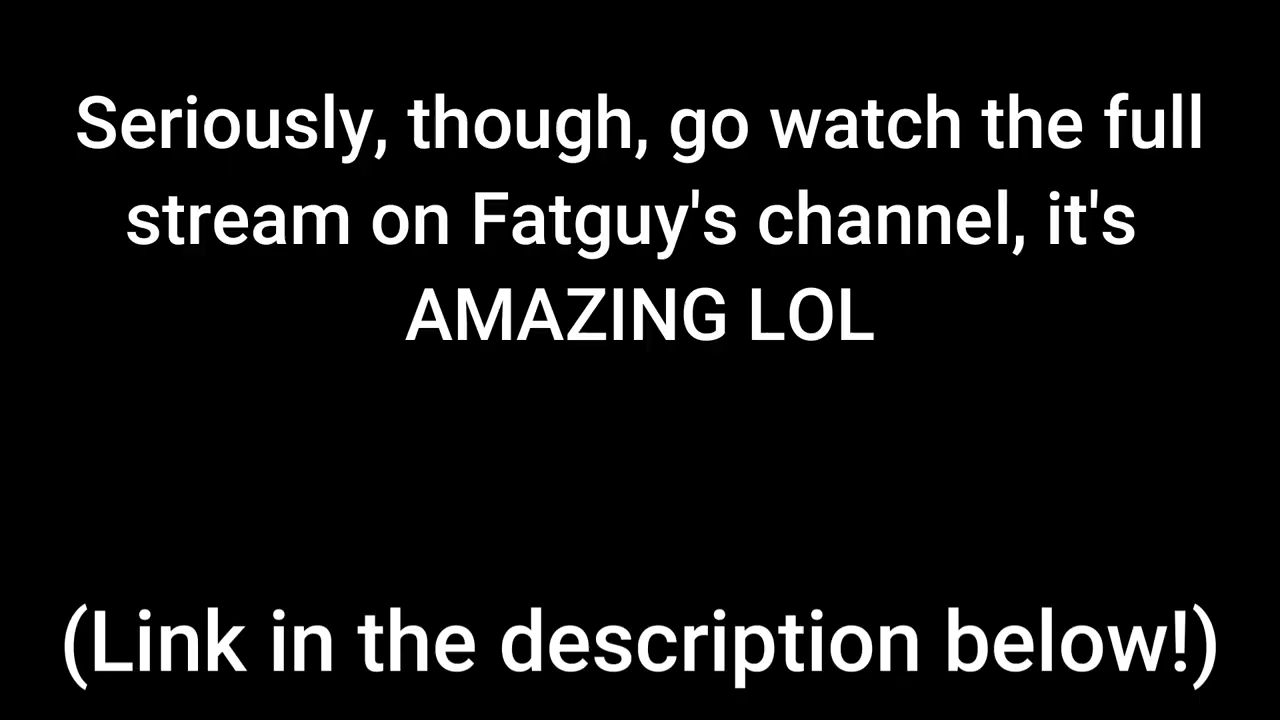 Seriously, though, go watch the full
stream on Fatguy's channel, it's
AMAZING LOL
(Link in the description below!)